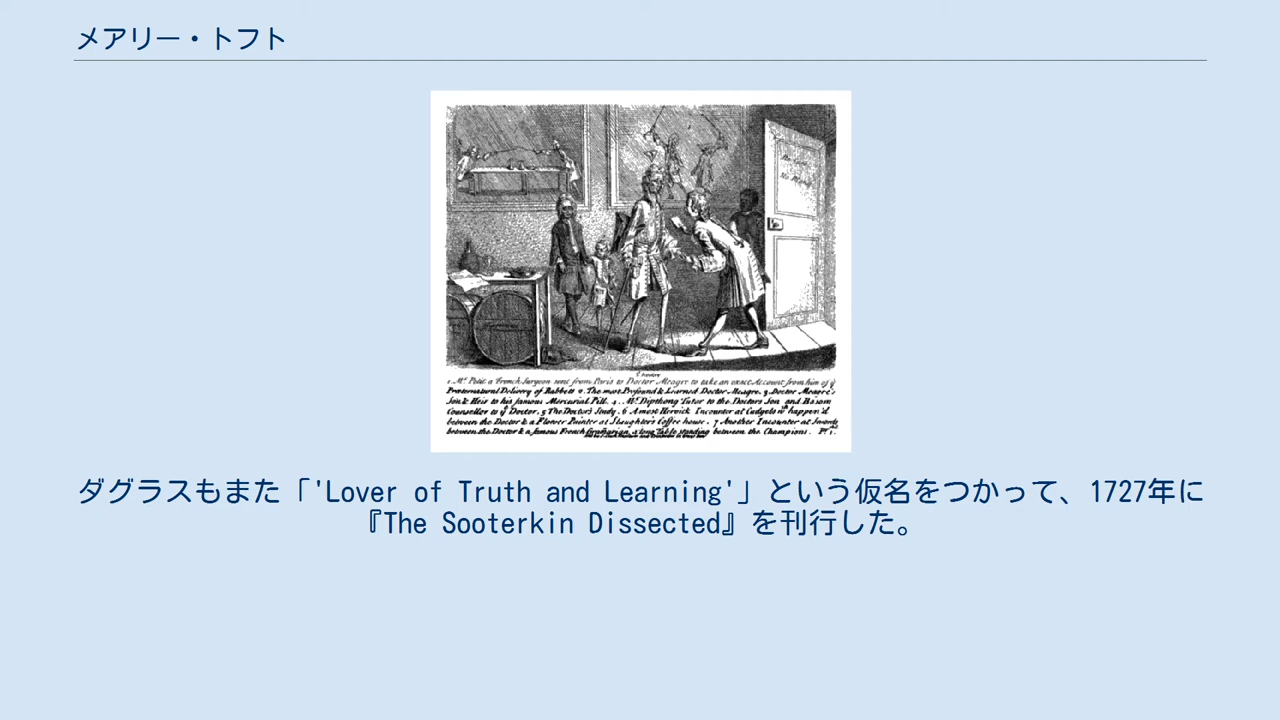 メアリー・トフト
1. Mr. Petit a French Surgeon sent from Paris to Doctor Meagre to take an exact Account from him of ye
Preternatural Delivery of Rabbets 2. The most Profound & Learned Doctor Meagre. 3. Doctor Meagre's
Son & Heir to his famous Mercurial Pill. 4. Mr. Dipthong Tutor to the Doctors Son and Bosom
Counsellor to ye Doctor. 5 The Doctor's Study. 6 A most Heroick Incounter at Cudgels wch happen'd
between the Doctor & a Flower Painter at Slaughter's Coffee house. 7 Another Incounter at Swords
between the Doctor & a famous French a long Table standing between the Champions.
ダグラスもまた「'Lover of Truth and Learning'」という仮名をつかって、1727年に
『The Sooterkin Dissected』を刊行した。